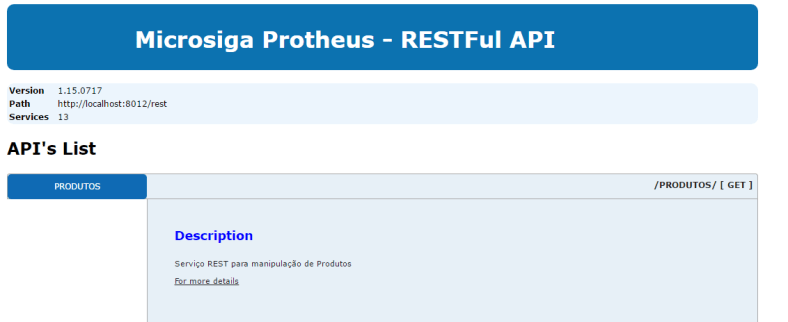 Microsiga Protheus - RESTFul API
Version 1.15.0717
Path http://localhost:8012/rest
Services 13
API's List
PRODUTOS /PRODUTOS/ [ GET ]
Description
Serviço REST para manipulação de Produtos
For more details